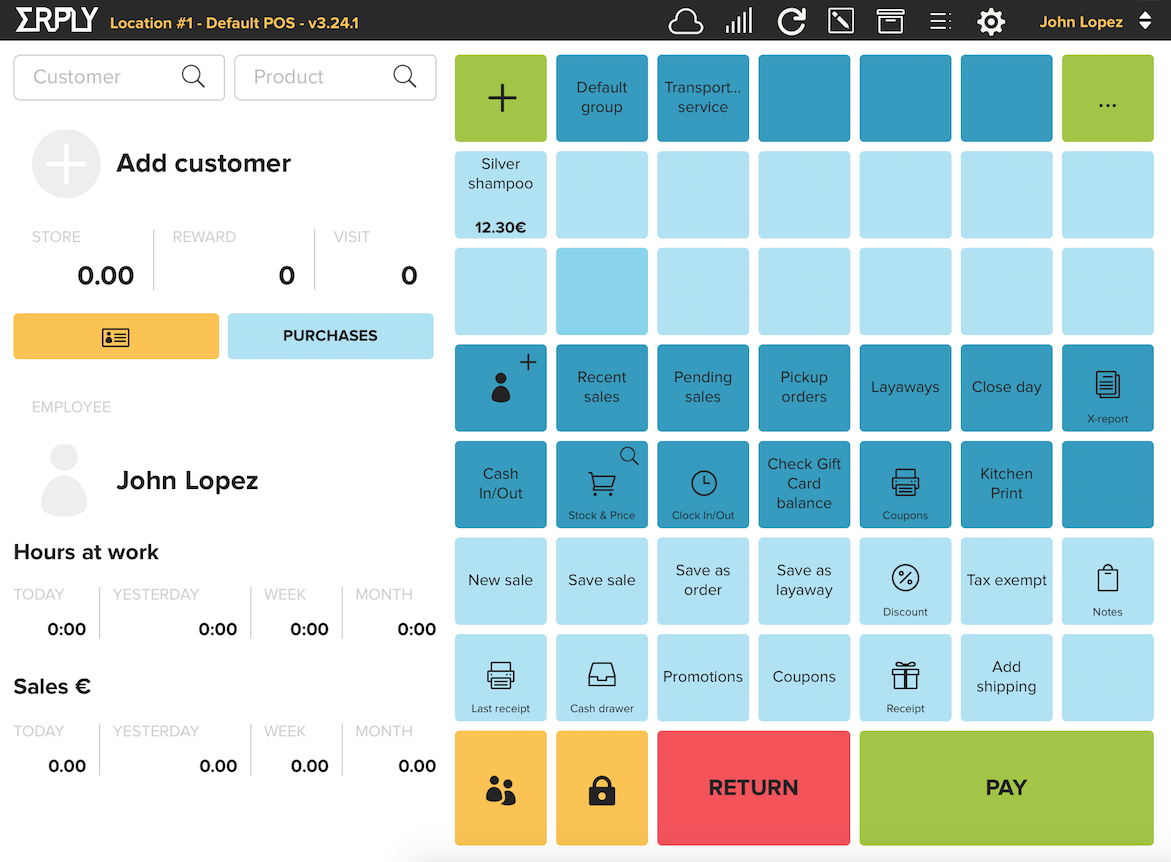 ΣRPLY Location #1 - Default POS - v3.24.1
John Lopez
Customer
Product
Add customer
STORE
REWARD
VISIT
0.00
0
0
PURCHASES
EMPLOYEE
John Lopez
Hours at work
TODAY
YESTERDAY
WEEK
MONTH
0:00
0:00
0:00
0:00
Sales €
TODAY
YESTERDAY
WEEK
MONTH
0.00
0.00
0.00
0.00
+
Default
group
Transport...
service
...
Silver
shampoo
12.30€
Recent
sales
Pending
sales
Pickup
orders
Layaways
Close day
X-report
Cash
In/Out
Stock & Price
Clock In/Out
Check Gift
Card
balance
Coupons
Kitchen
Print
New sale
Save sale
Save as
order
Save as
layaway
Discount
Tax exempt
Notes
Last receipt
Cash drawer
Promotions
Coupons
Receipt
Add
shipping
RETURN
PAY